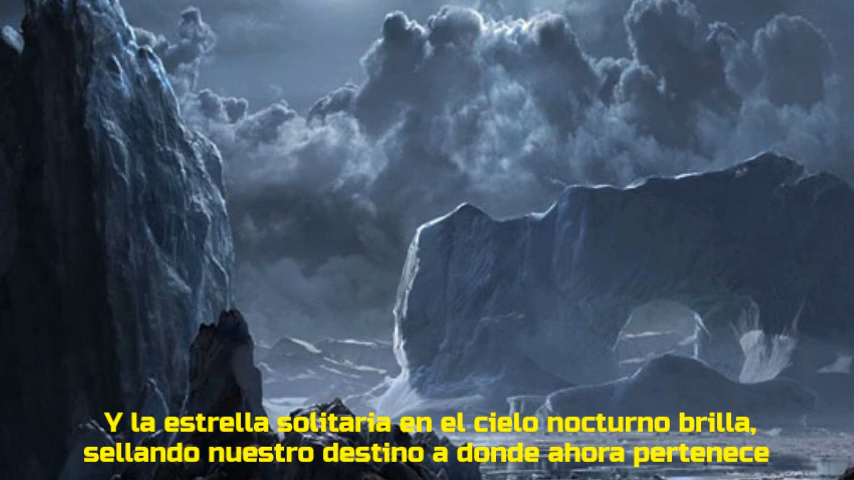 Y la estrella solitaria en el cielo nocturno brilla,
sellando nuestro destino a donde ahora pertenece